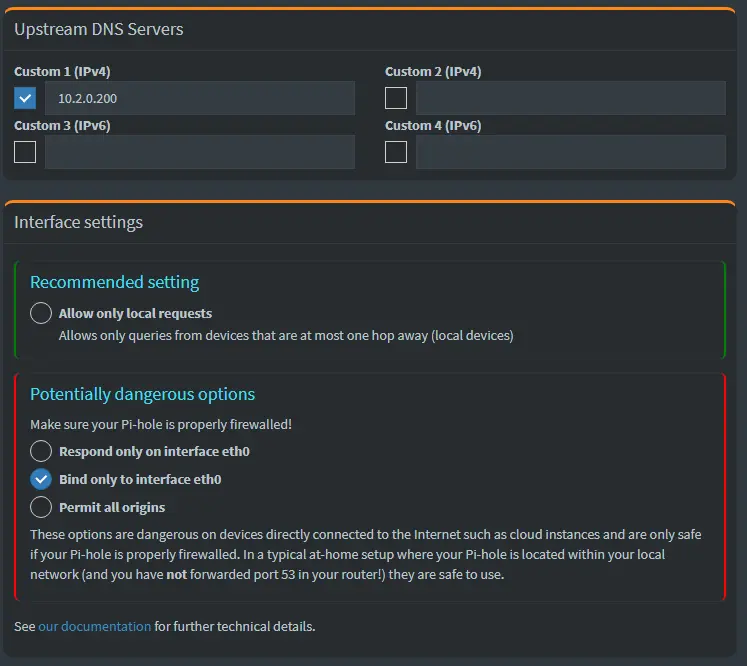 Upstream DNS Servers
Custom 1 (IPv4)
Custom 2 (IPv4)
10.2.0.200
Custom 3 (IPv6)
Custom 4 (IPv6)
Interface settings
Recommended setting
Allow only local requests
Allows only queries from devices that are at most one hop away (local devices)
Potentially dangerous options
Make sure your Pi-hole is properly firewalled!
Respond only on interface eth0
Bind only to interface eth0
Permit all origins
These options are dangerous on devices directly connected to the Internet such as cloud instances and are only safe
if your Pi-hole is properly firewalled. In a typical at-home setup where your Pi-hole is located within your local
network (and you have not forwarded port 53 in your router!) they are safe to use.
See our documentation for further technical details.